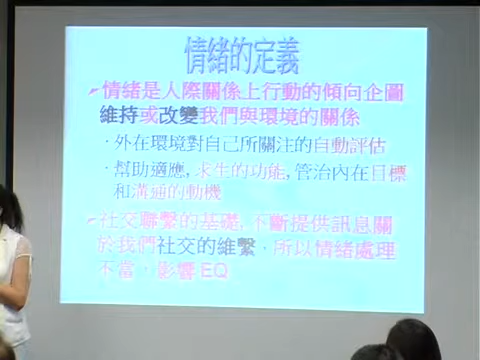 情緒的定義
情緒是人際關係上行動的傾向企圖
維持或改變我們與環境的關係
·外在環境對自己所關注的自動評估
·幫助適應, 求生的功能, 管治內在目標
和溝通的動機
社交聯繫的基礎, 不斷提供訊息關
於我們社交的維繫，所以情緒處理
不當，影響EQ